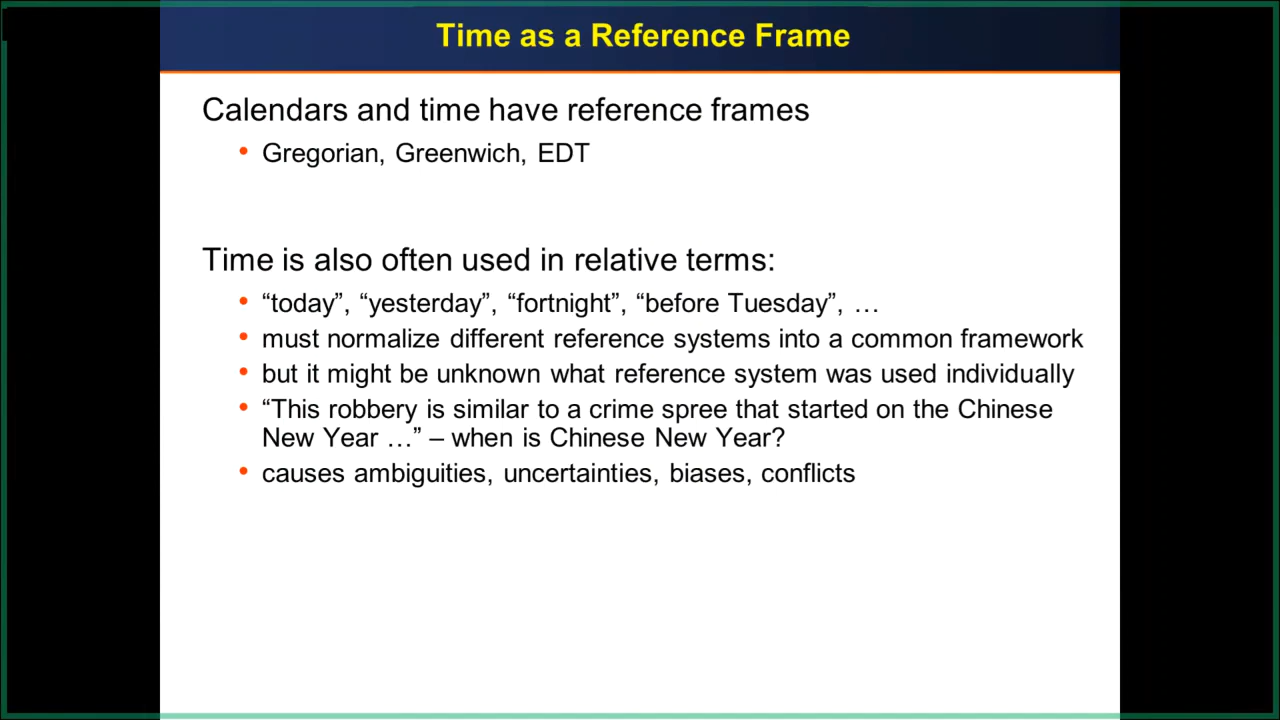 Time as a Reference Frame
Calendars and time have reference frames
• Gregorian, Greenwich, EDT
Time is also often used in relative terms:
• “today”, “yesterday”, “fortnight”, “before Tuesday”, …
• must normalize different reference systems into a common framework
• but it might be unknown what reference system was used individually
• “This robbery is similar to a crime spree that started on the Chinese
New Year …” – when is Chinese New Year?
• causes ambiguities, uncertainties, biases, conflicts